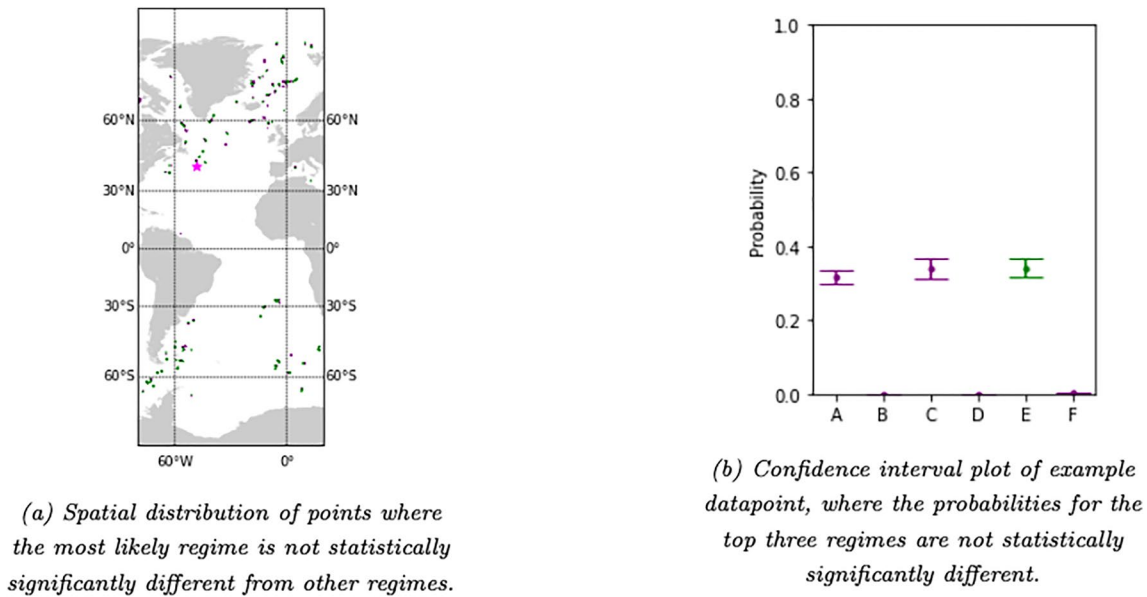 60°N 60°N
30°N 30°N
0° 0°
30°S 30°S
60°S 60°S
60°W 0°
(a) Spatial distribution of points where
the most likely regime is not statistically
significantly different from other regimes.
1.0
0.8
0.6
0.4
0.2
0.0
Probability
A B C D E F
(b) Confidence interval plot of example
datapoint, where the probabilities for the
top three regimes are not statistically
significantly different.